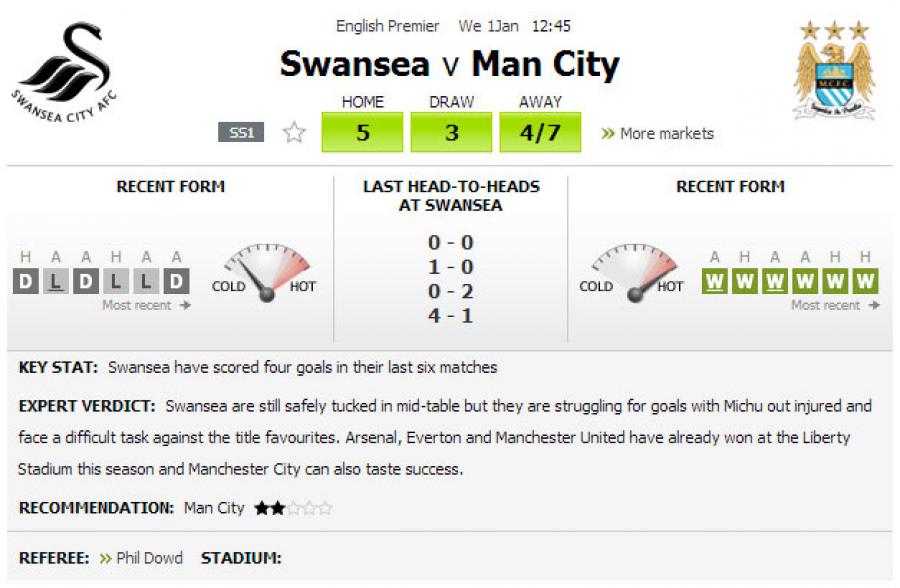 English Premier We 1Jan 12:45
Swansea v Man City
SWANSEA CITY AFC
M.C.F.C.
HOME DRAW AWAY
SS1 5 3 4/7 » More markets
RECENT FORM
H A A H A A
D L D L L D
Most recent →
COLD HOT
LAST HEAD-TO-HEADS
AT SWANSEA
0 - 0
1 - 0
0 - 2
4 - 1
RECENT FORM
COLD HOT
A H A A H H
W W W W W W
Most recent →
KEY STAT: Swansea have scored four goals in their last six matches
EXPERT VERDICT: Swansea are still safely tucked in mid-table but they are struggling for goals with Michu out injured and
face a difficult task against the title favourites. Arsenal, Everton and Manchester United have already won at the Liberty
Stadium this season and Manchester City can also taste success.
RECOMMENDATION: Man City ★★☆☆☆
REFEREE: » Phil Dowd STADIUM: